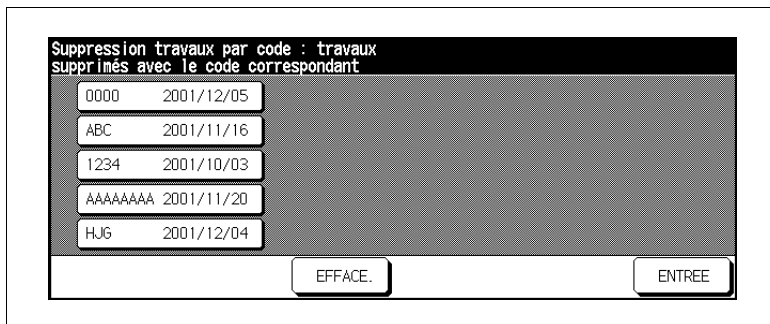 Suppression travaux par code : travaux
supprimés avec le code correspondant
0000 2001/12/05
ABC 2001/11/16
1234 2001/10/03
AAAAAAAA 2001/11/20
HJG 2001/12/04
EFFACE. ENTREE